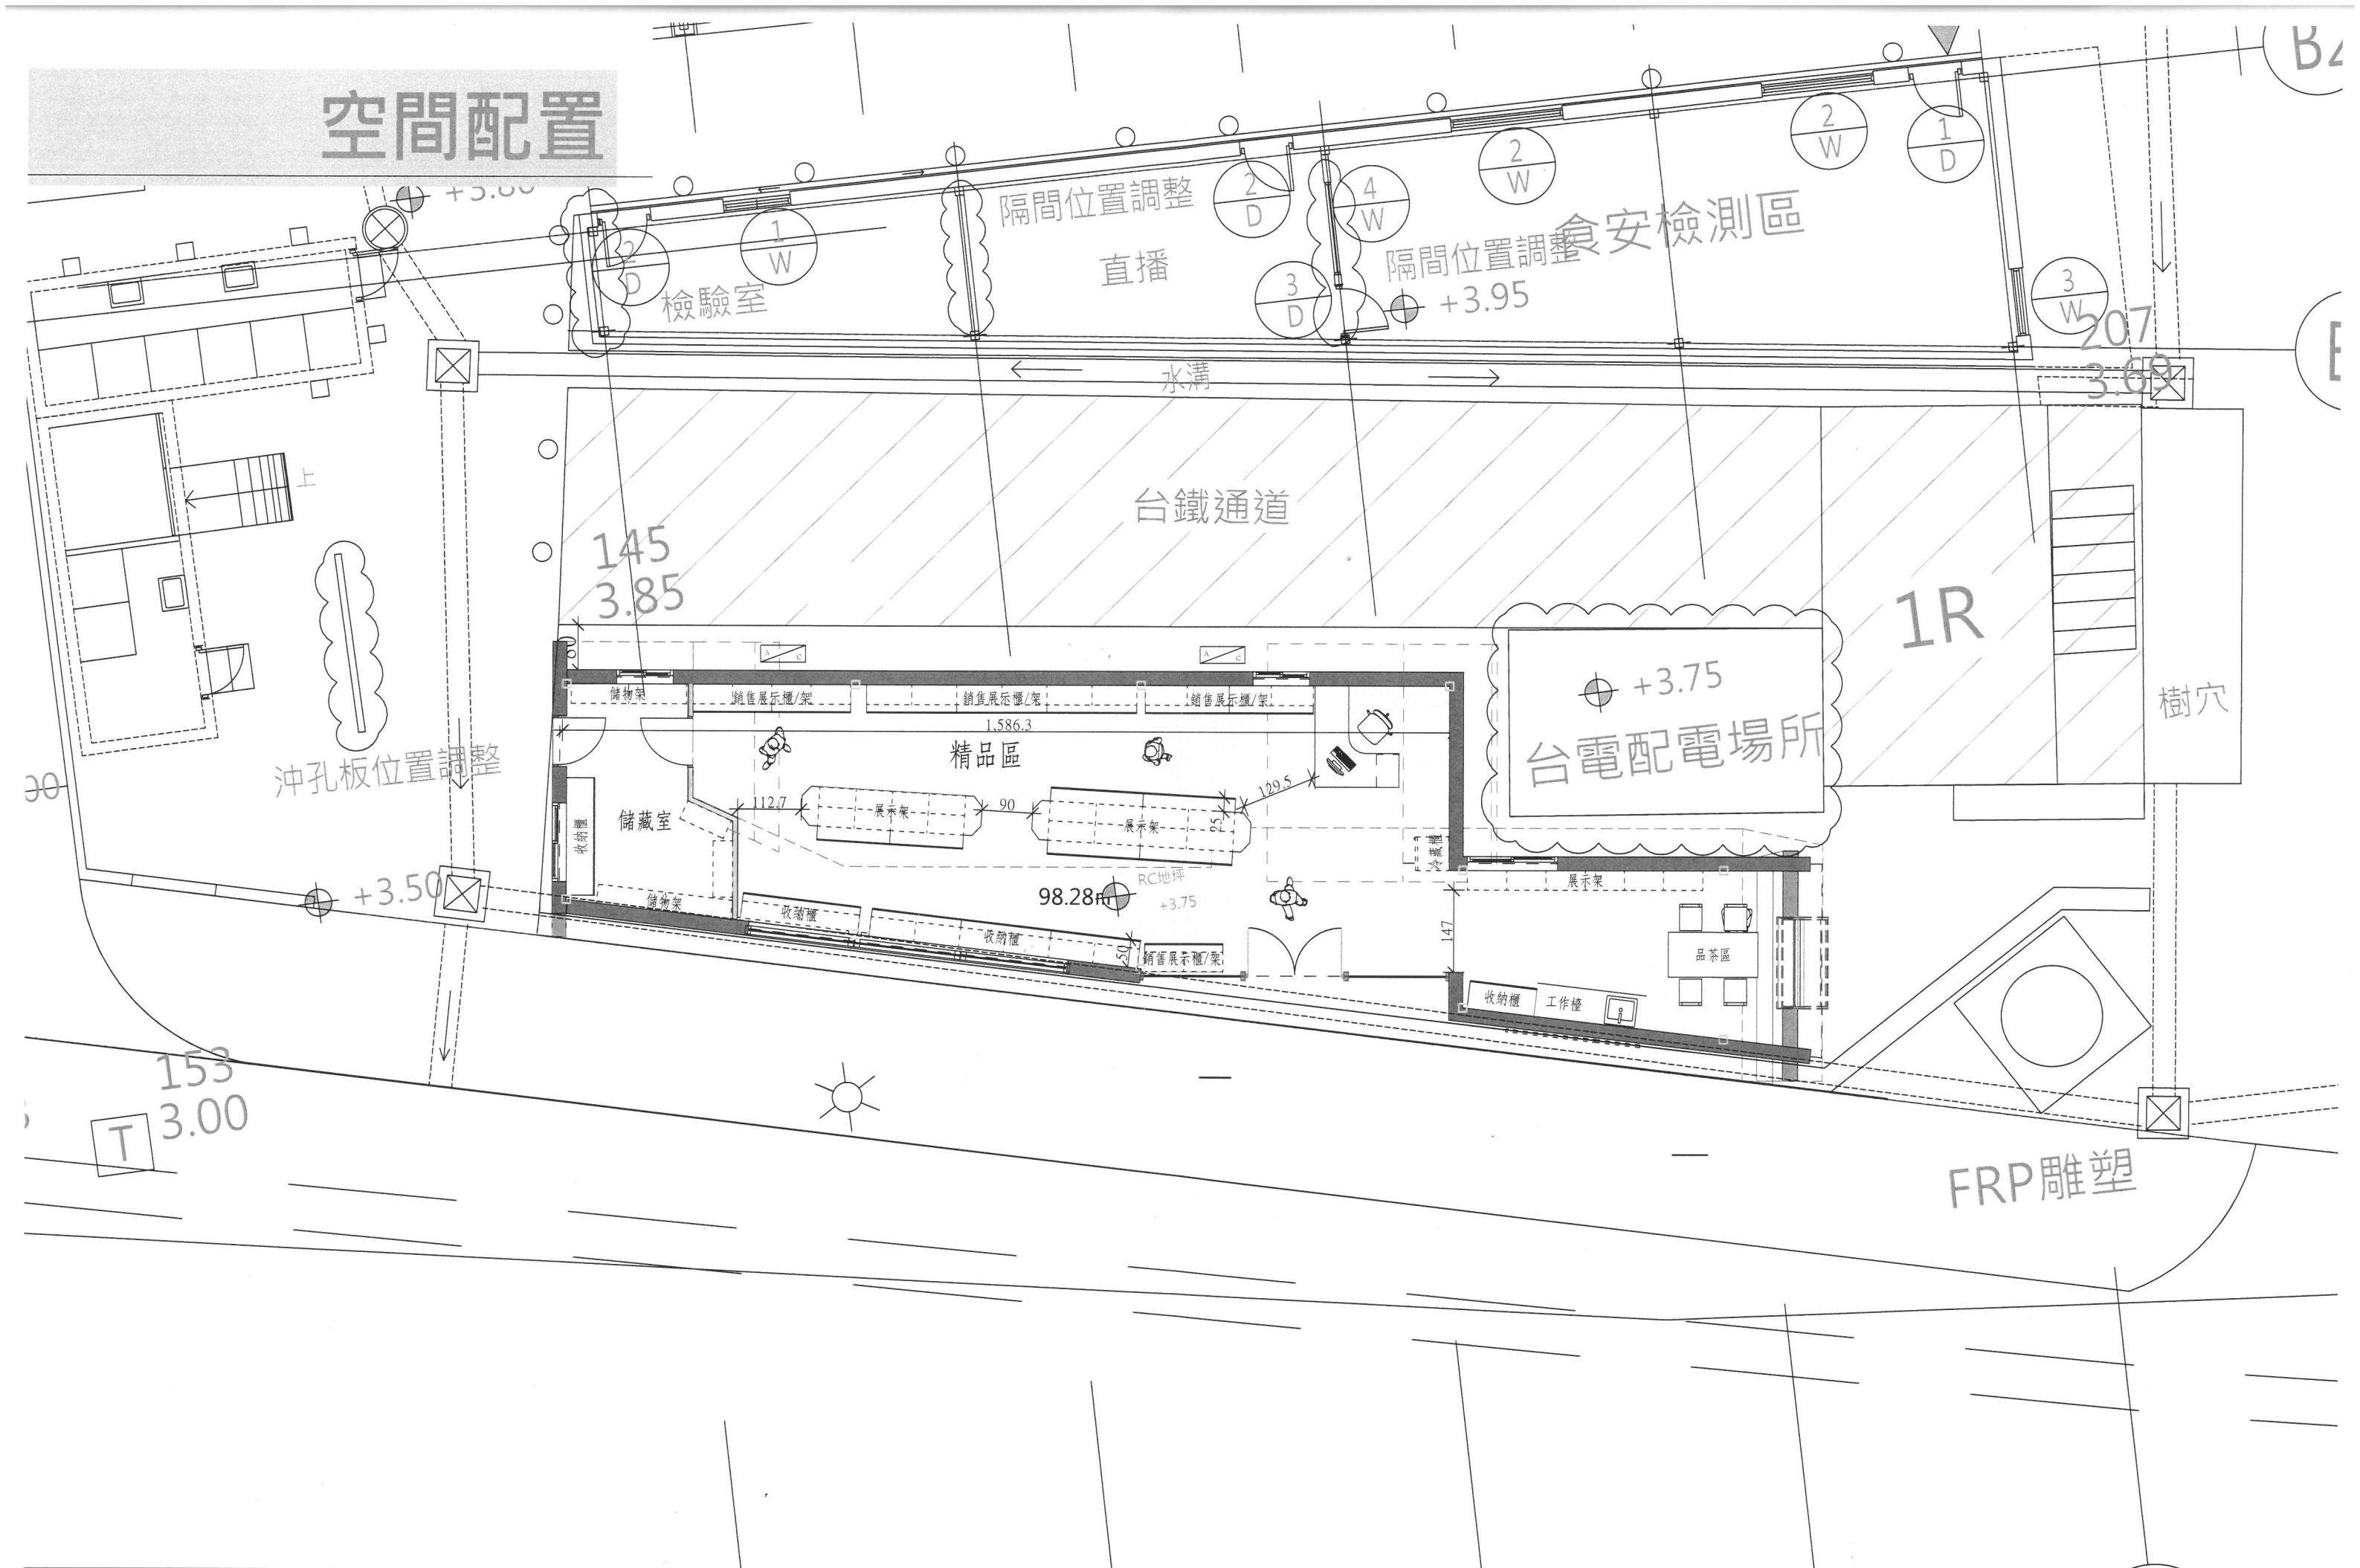 空間配置
B2
+3.80
2
D
1
W
檢驗室
隔間位置調整
直播
2
D
3
D
4
W
隔間位置調整
+3.95
2
W
食安檢測區
2
W
1
D
3
W
207
3.69
水溝
上
台鐵通道
145
3.85
1R
樹穴
80
A
C
A
C
+3.75
台電配電場所
儲物架
銷售展示櫃/架
銷售展示櫃/架
銷售展示櫃/架
1,586.3
精品區
沖孔板位置調整
儲藏室
收納櫃
112.7
展示架
90
展示架
25
129.5
冷藏櫃
RC地坪
+3.75
98.28㎡
展示架
+3.50
儲物架
收納櫃
收納櫃
50
銷售展示櫃/架
147
品茶區
收納櫃
工作檯
153
3.00
T
FRP雕塑